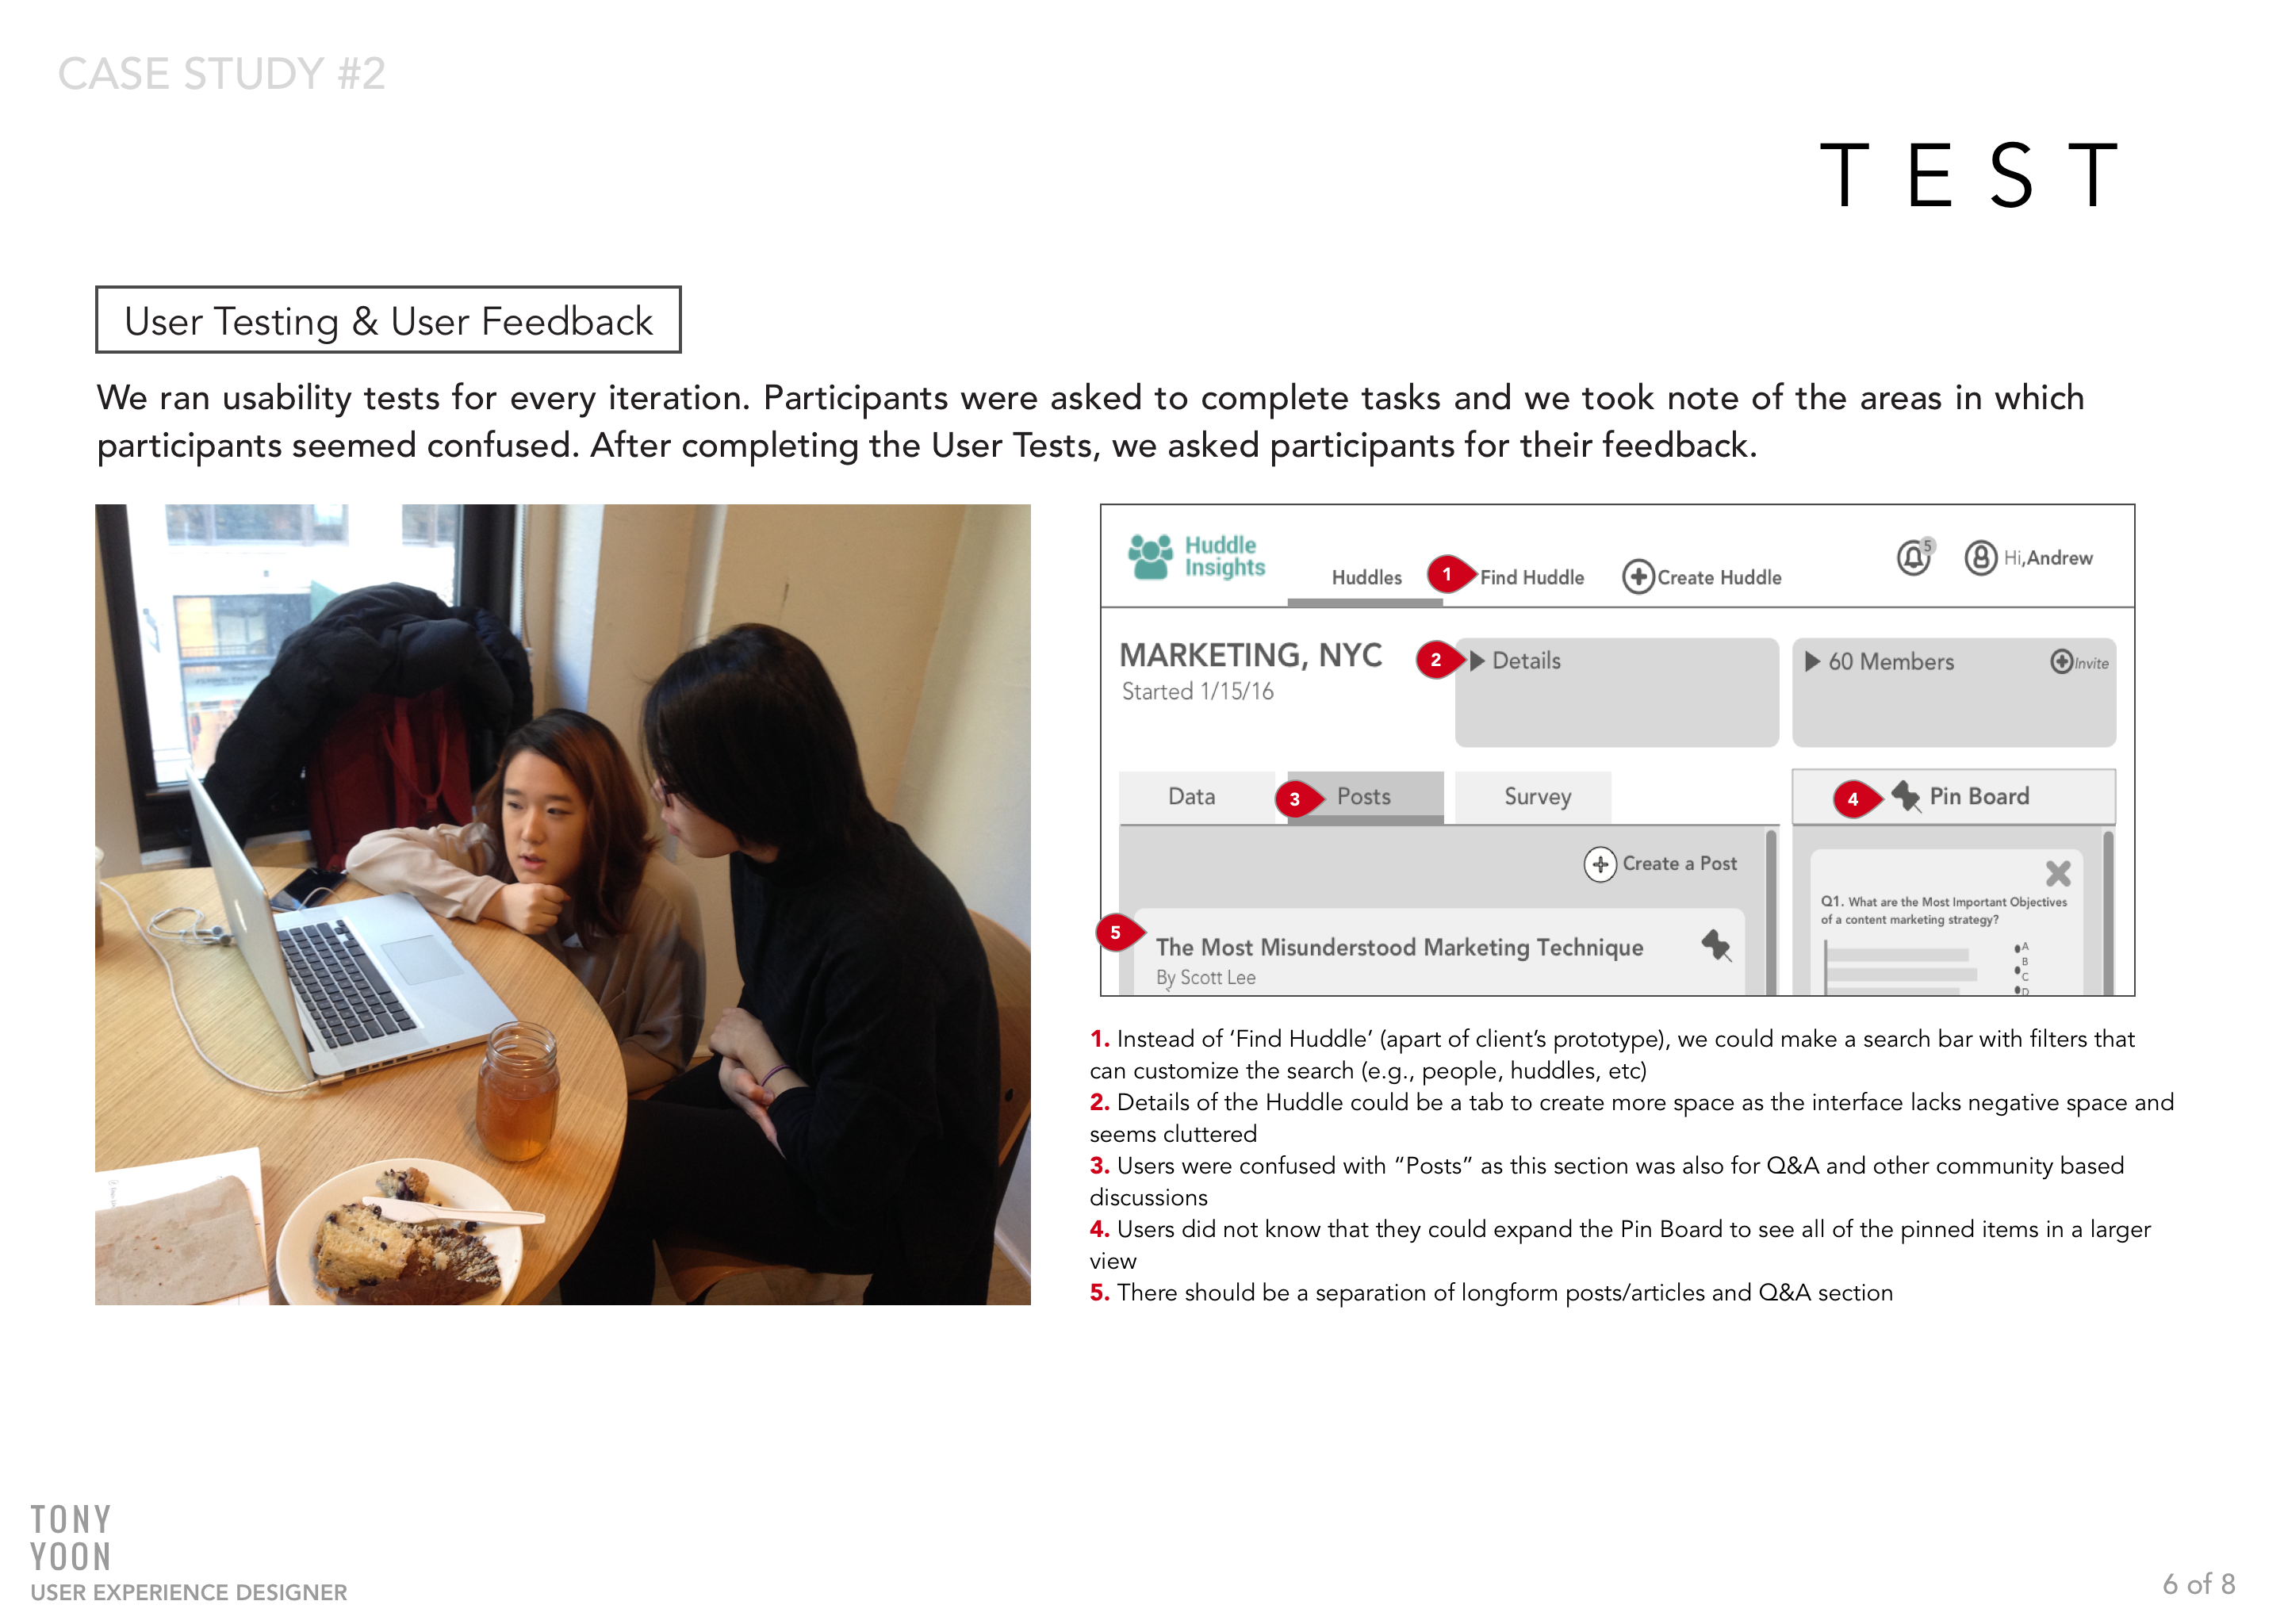 CASE STUDY #2
TEST
User Testing & User Feedback
We ran usability tests for every iteration. Participants were asked to complete tasks and we took note of the areas in which
participants seemed confused. After completing the User Tests, we asked participants for their feedback.
Huddle
Insights
Huddles
1
Find Huddle
Create Huddle
5
Hi,Andrew
MARKETING, NYC
Started 1/15/16
2
Details
60 Members
Invite
Data
3
Posts
Survey
4
Pin Board
Create a Post
Q1. What are the Most Important Objectives
of a content marketing strategy?
A
B
C
D
5
The Most Misunderstood Marketing Technique
By Scott Lee
1. Instead of ‘Find Huddle’ (apart of client’s prototype), we could make a search bar with filters that
can customize the search (e.g., people, huddles, etc)
2. Details of the Huddle could be a tab to create more space as the interface lacks negative space and
seems cluttered
3. Users were confused with “Posts” as this section was also for Q&A and other community based
discussions
4. Users did not know that they could expand the Pin Board to see all of the pinned items in a larger
view
5. There should be a separation of longform posts/articles and Q&A section
TONY
YOON
USER EXPERIENCE DESIGNER
6 of 8